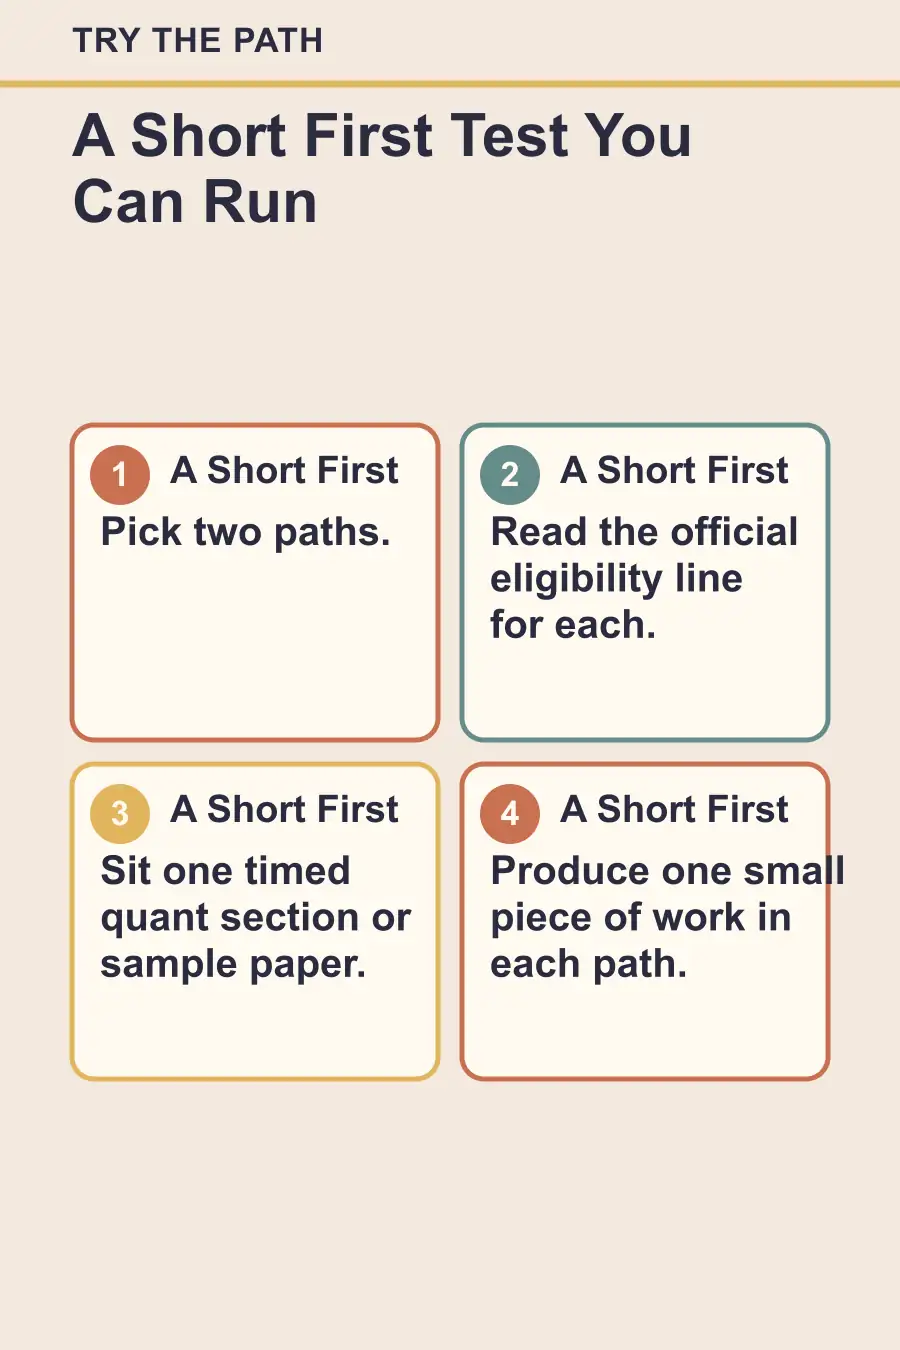 TRY THE PATH
A Short First Test You
Can Run
1 A Short First
Pick two paths.
2 A Short First
Read the official
eligibility line
for each.
3 A Short First
Sit one timed
quant section or
sample paper.
4 A Short First
Produce one small
piece of work in
each path.